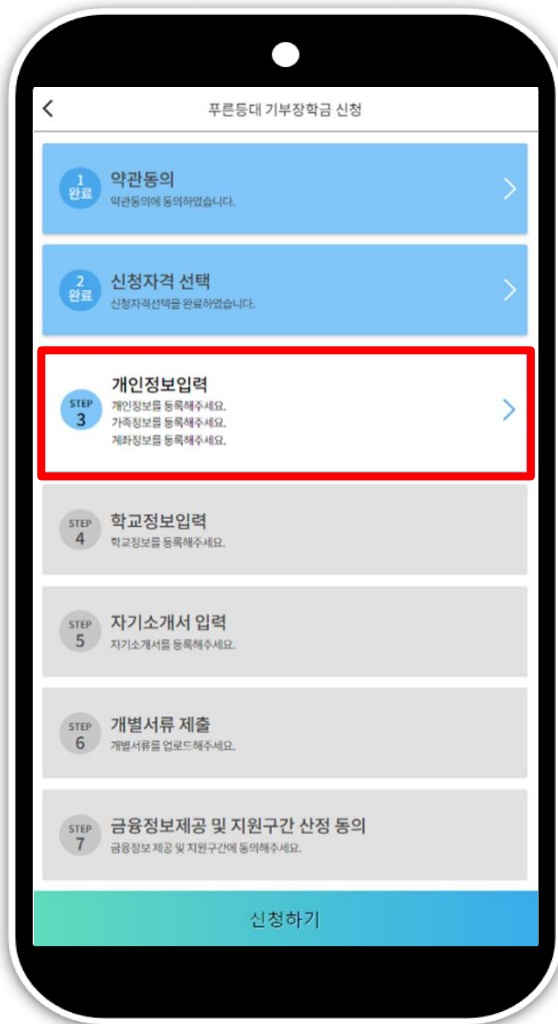 푸른등대 기부장학금 신청
1
완료
약관동의
약관동의에 동의하였습니다.
2
완료
신청자격 선택
신청자격선택을 완료하였습니다.
STEP
3
개인정보입력
개인정보를 등록해주세요.
가족정보를 등록해주세요.
계좌정보를 등록해주세요.
STEP
4
학교정보입력
학교정보를 등록해주세요.
STEP
5
자기소개서 입력
자기소개서를 등록해주세요.
STEP
6
개별서류 제출
개별서류를 업로드해주세요.
STEP
7
금융정보제공 및 지원구간 산정 동의
금융정보 제공 및 지원구간에 동의해주세요.
신청하기